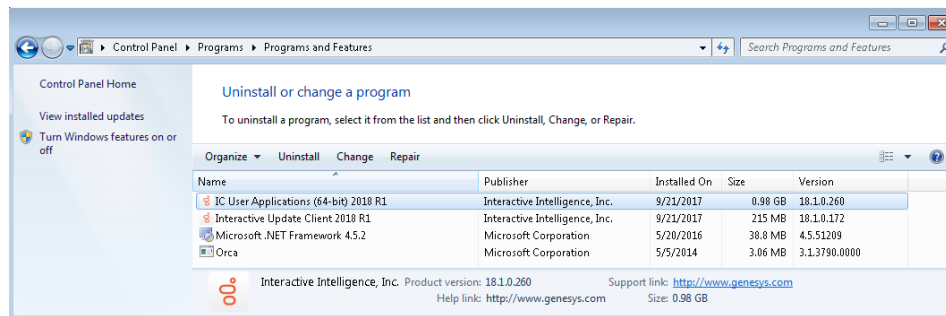 Control Panel Programs Programs and Features Search Programs and Features
Control Panel Home
View installed updates
Turn Windows features on or
off
Uninstall or change a program
To uninstall a program, select it from the list and then click Uninstall, Change, or Repair.
Organize Uninstall Change Repair
Name Publisher Installed On Size Version
IC User Applications (64-bit) 2018 R1 Interactive Intelligence, Inc. 9/21/2017 0.98 GB 18.1.0.260
Interactive Update Client 2018 R1 Interactive Intelligence, Inc. 9/21/2017 215 MB 18.1.0.172
Microsoft .NET Framework 4.5.2 Microsoft Corporation 5/20/2016 38.8 MB 4.5.51209
Orca Microsoft Corporation 5/5/2014 3.06 MB 3.1.3790.0000
Interactive Intelligence, Inc. Product version: 18.1.0.260 Support link: http://www.genesys.com
Help link: http://www.genesys.com Size: 0.98 GB